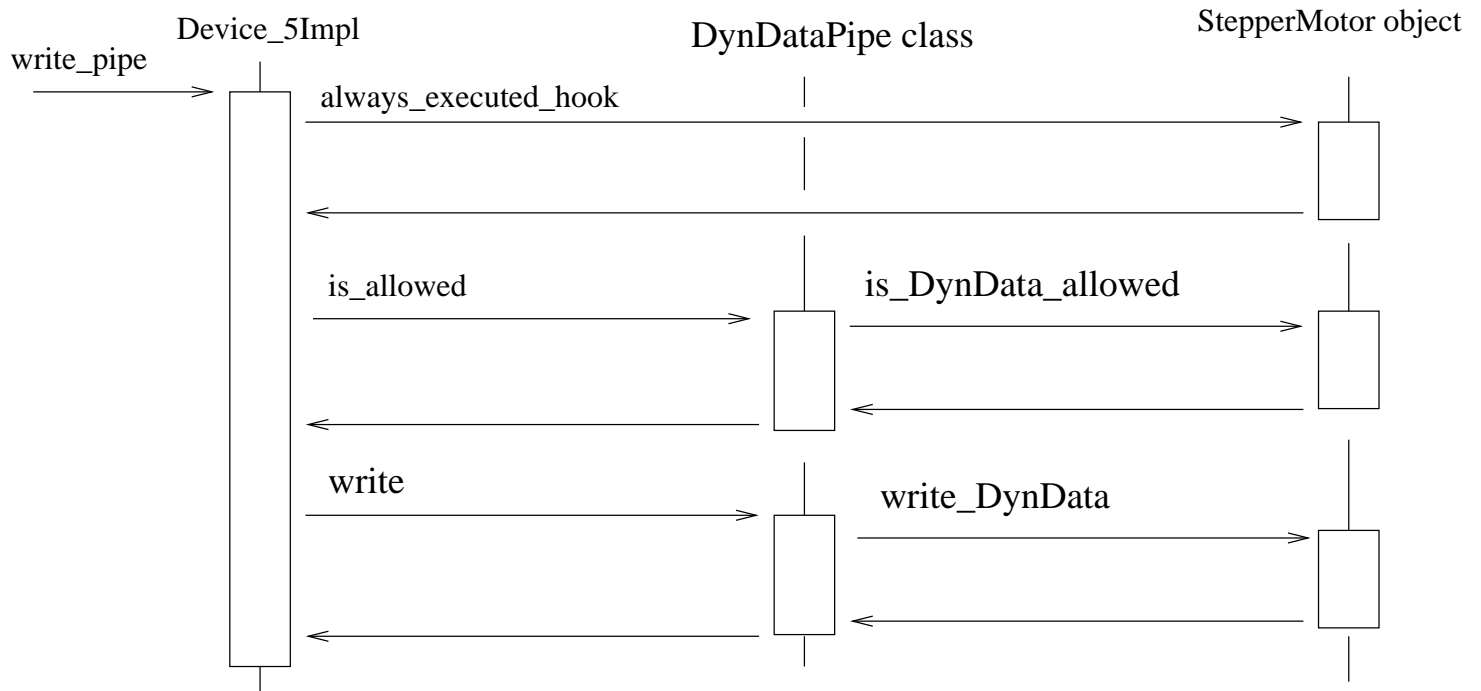 Device_5Impl
DynDataPipe class
StepperMotor object
write_pipe
always_executed_hook
is_allowed
is_DynData_allowed
write
write_DynData